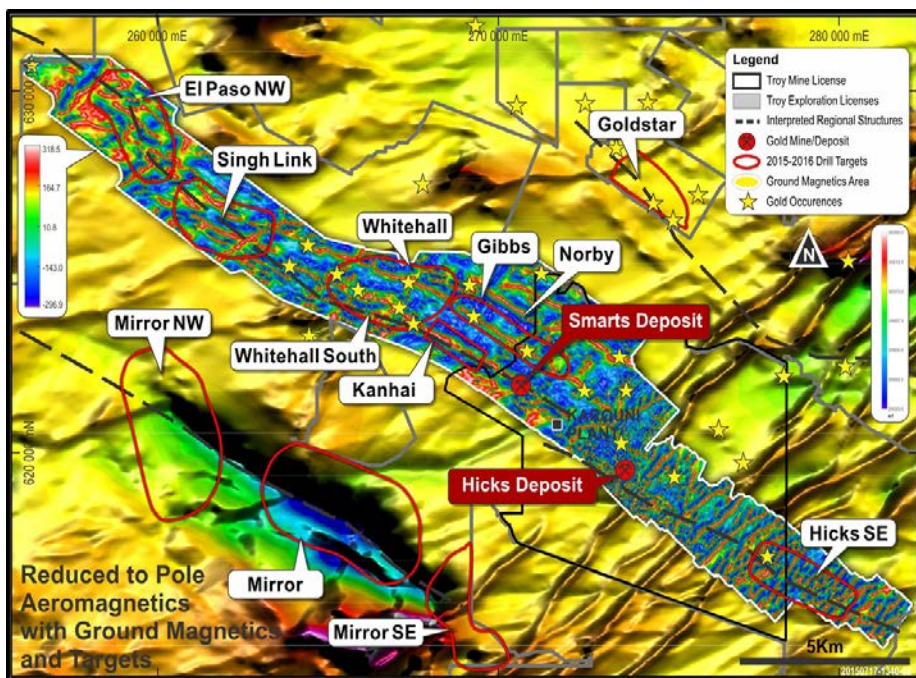 260 000 mE
270 000 mE
280 000 mE
630 000 mN
620 000 mN
El Paso NW
Singh Link
Whitehall
Gibbs
Norby
Goldstar
Smarts Deposit
Mirror NW
Whitehall South
Kanhai
KAROUNI
PLANT
Hicks Deposit
Hicks SE
Mirror
Mirror SE
Legend
Troy Mine License
Troy Exploration Licenses
Interpreted Regional Structures
Gold Mine/Deposit
2015-2016 Drill Targets
Ground Magnetics Area
Gold Occurences
N
318.5
164.7
10.8
-143.0
-296.9
Reduced to Pole
Aeromagnetics
with Ground Magnetics
and Targets
5Km